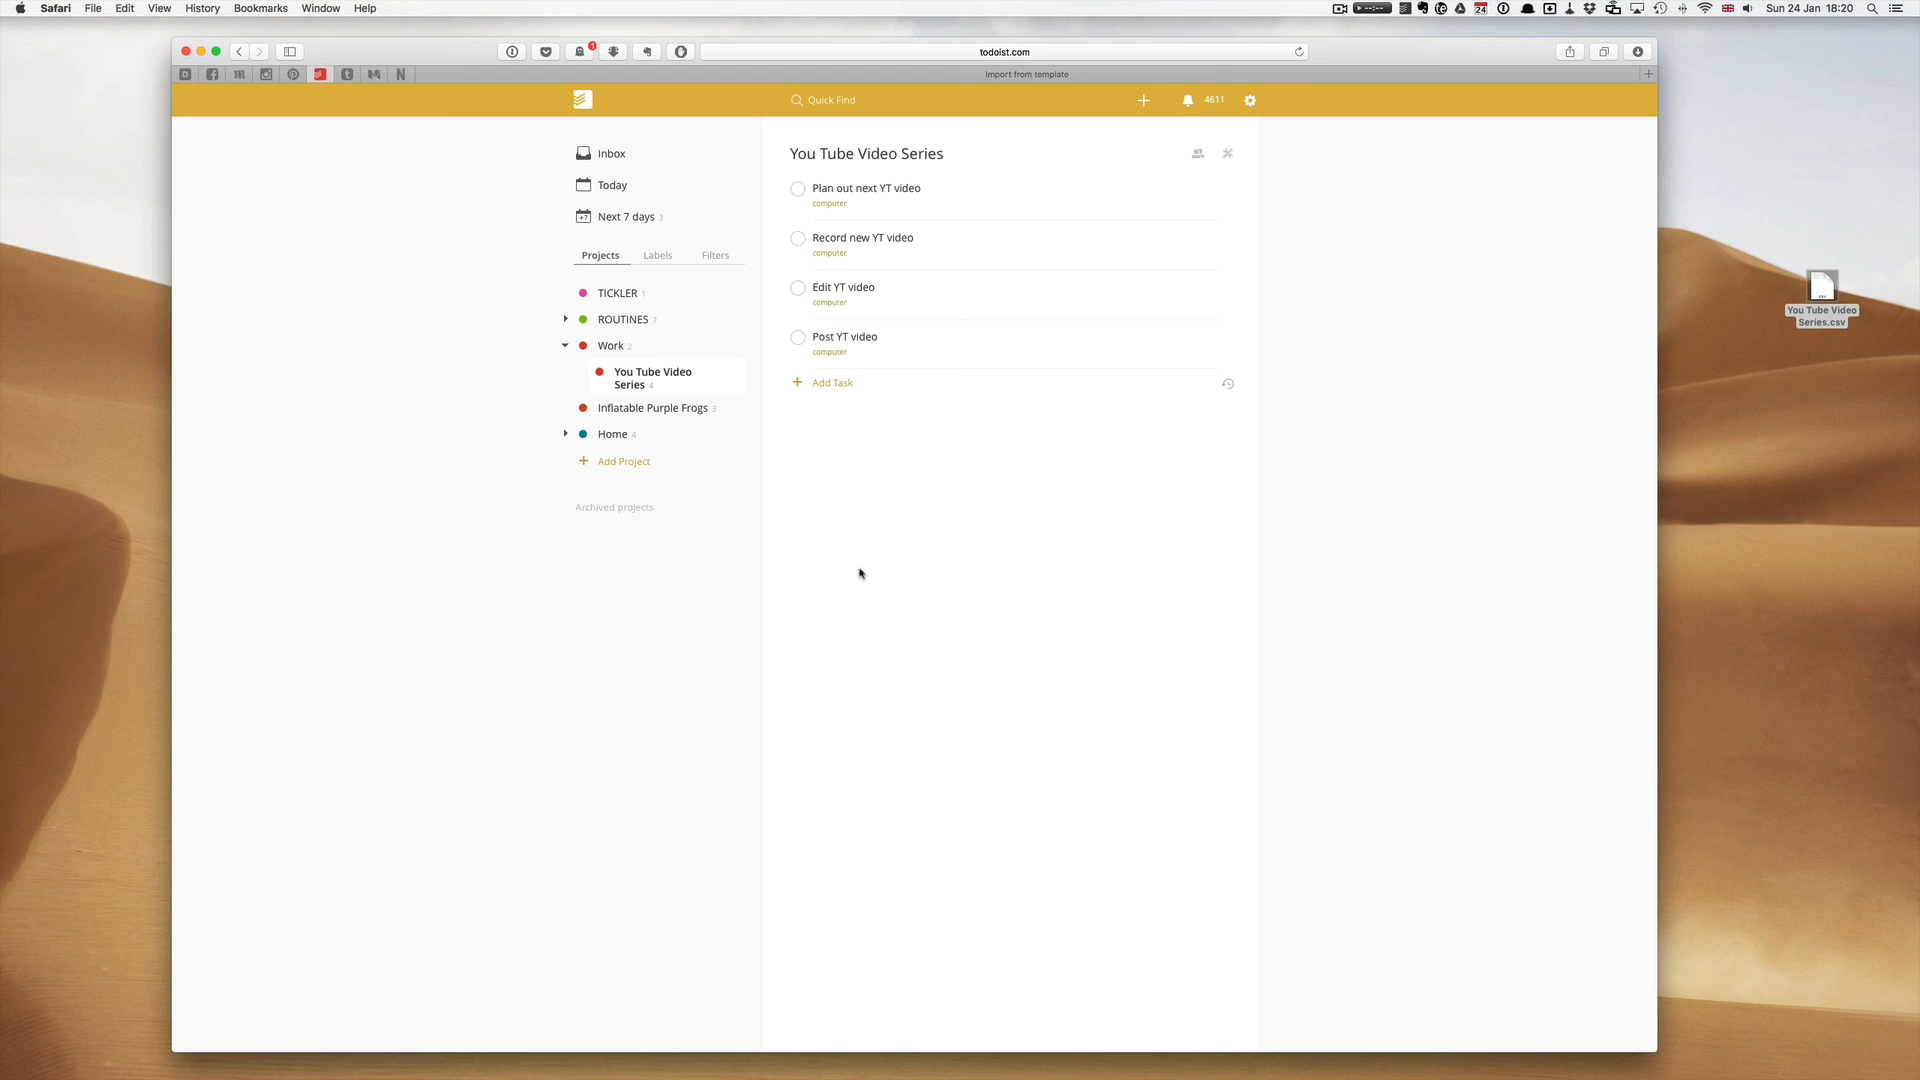 Safari File Edit View History Bookmarks Window Help
24 Sun 24 Jan 18:20
1
todoist.com
Import from template
Quick Find
4611
Inbox
Today
+7 Next 7 days 3
Projects Labels Filters
TICKLER 1
ROUTINES 7
Work 2
You Tube Video
Series 4
Inflatable Purple Frogs 3
Home 4
+ Add Project
Archived projects
You Tube Video Series
Plan out next YT video
computer
Record new YT video
computer
Edit YT video
computer
Post YT video
computer
+ Add Task
You Tube Video
Series.csv